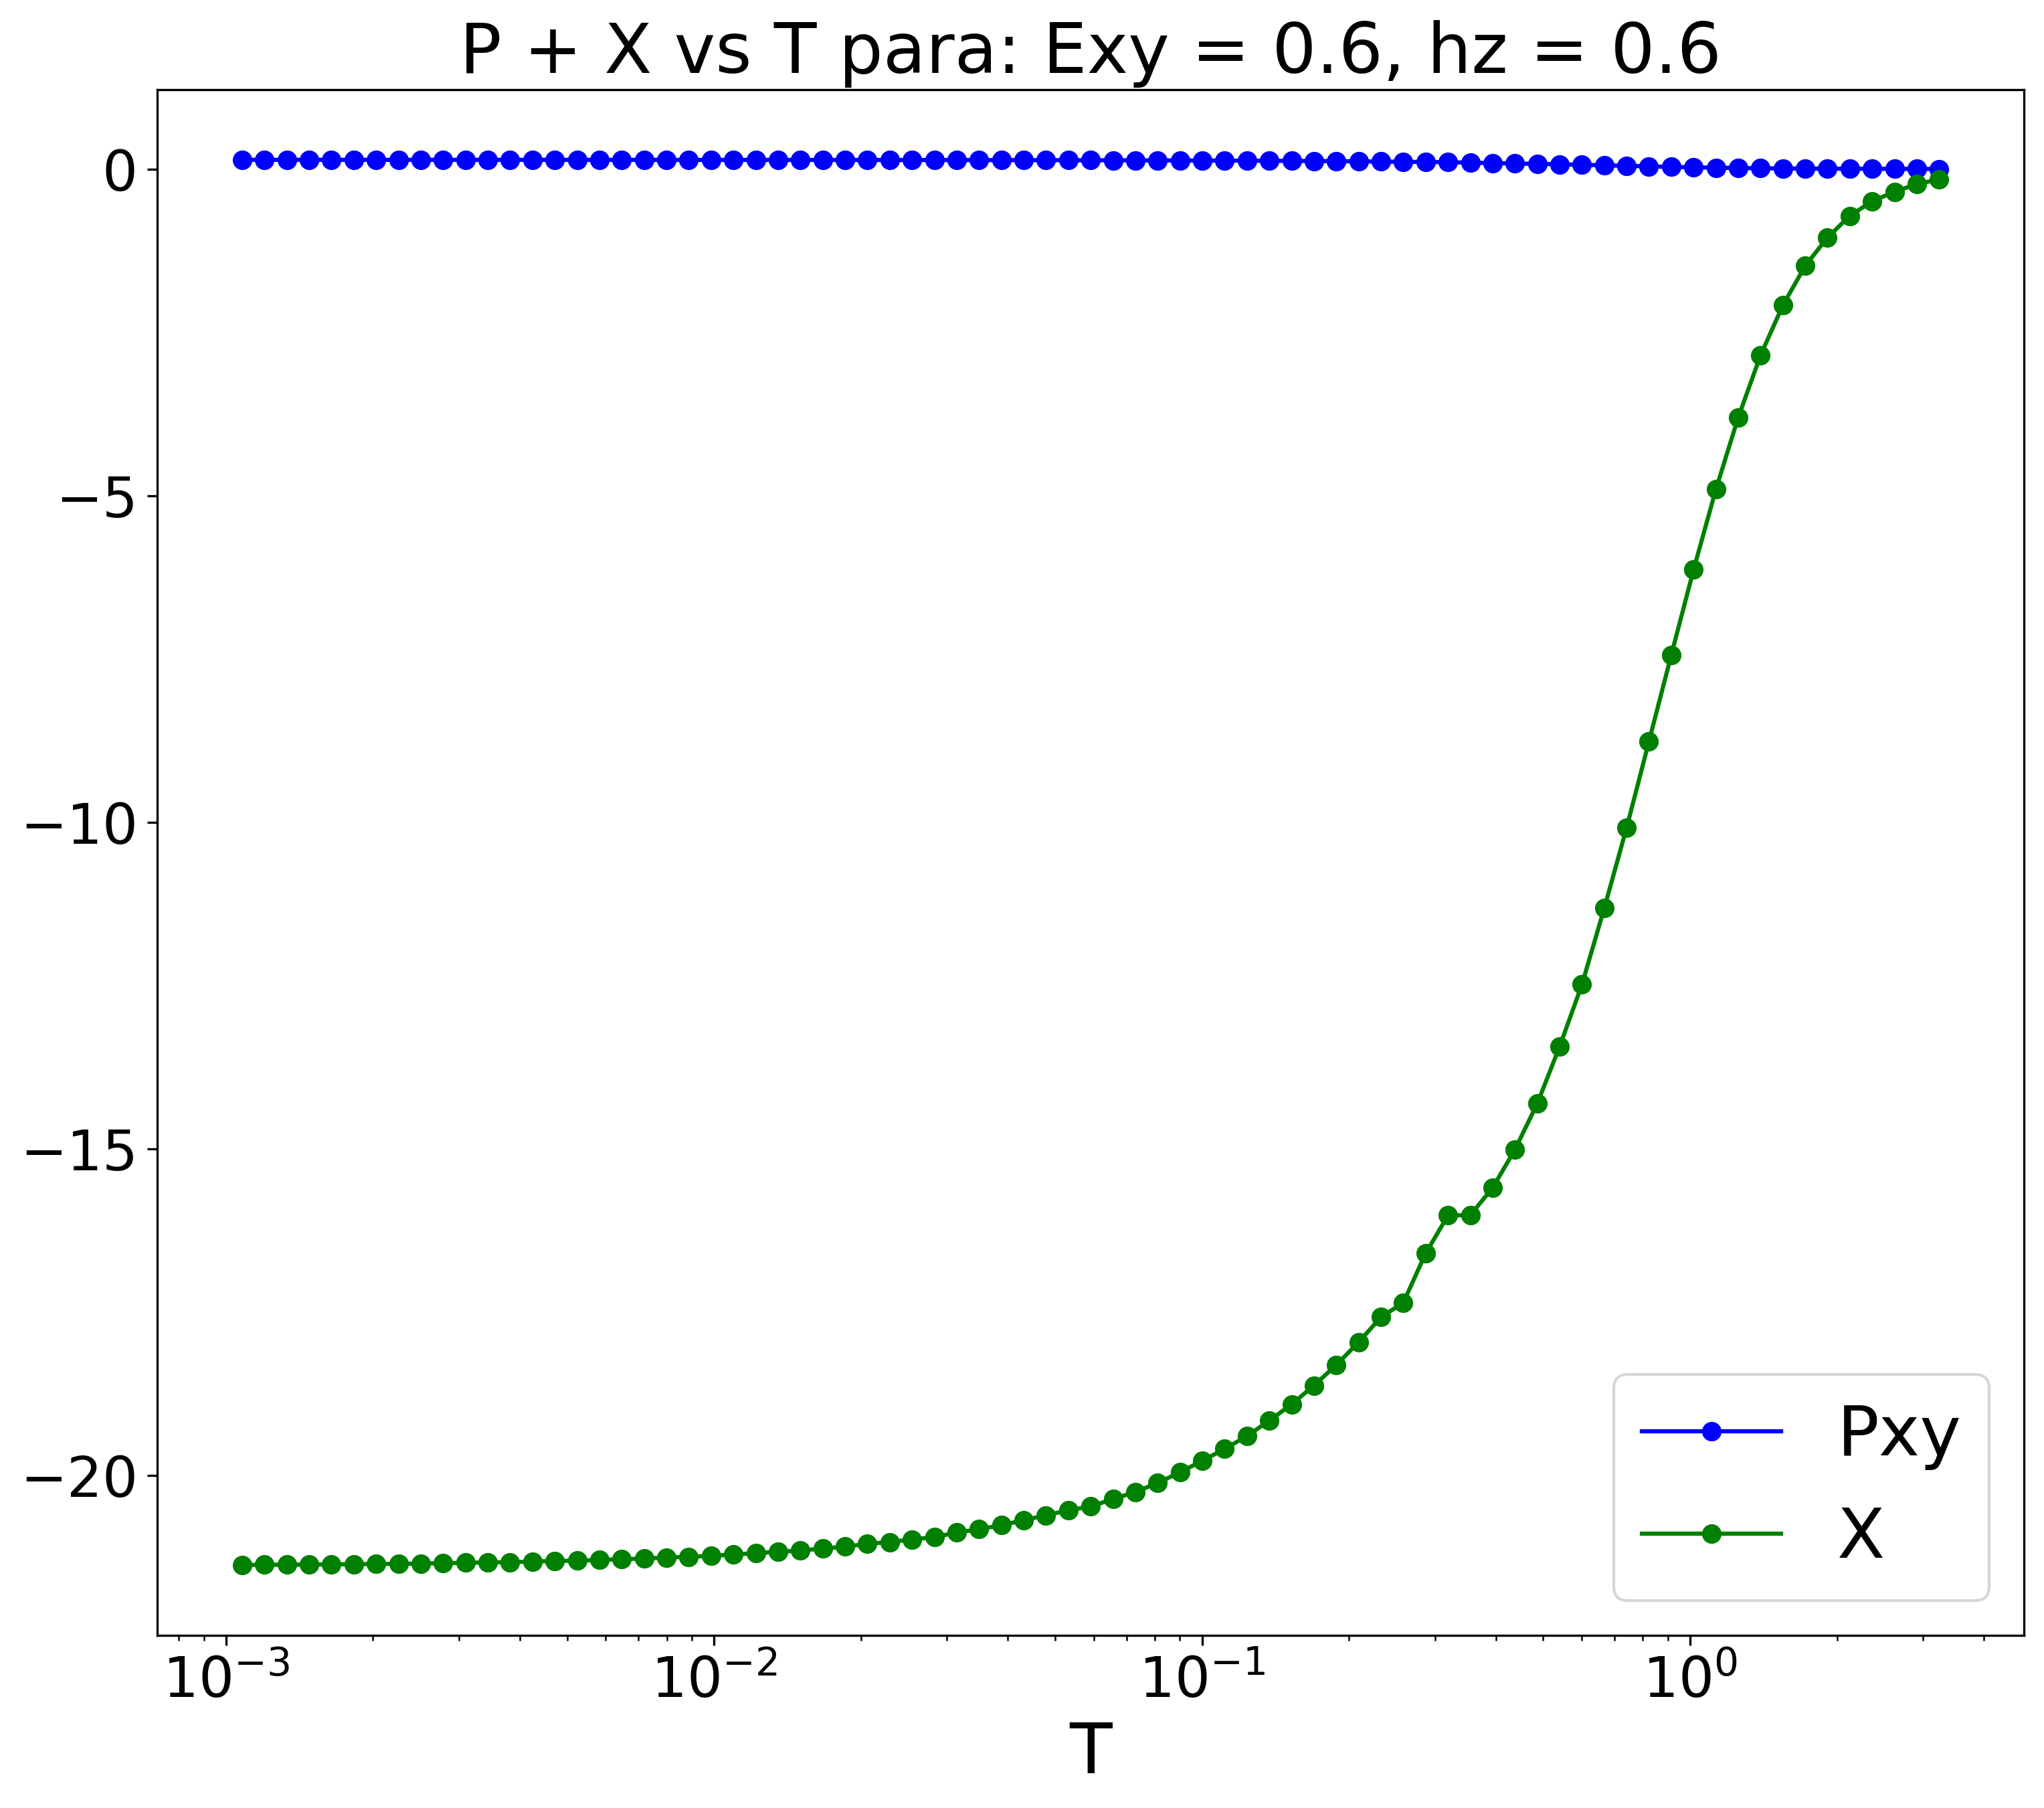 P + X vs T para: Exy = 0.6, hz = 0.6
0
−5
−10
−15
−20
Pxy
X
10⁻³ 10⁻² 10⁻¹ 10⁰
T